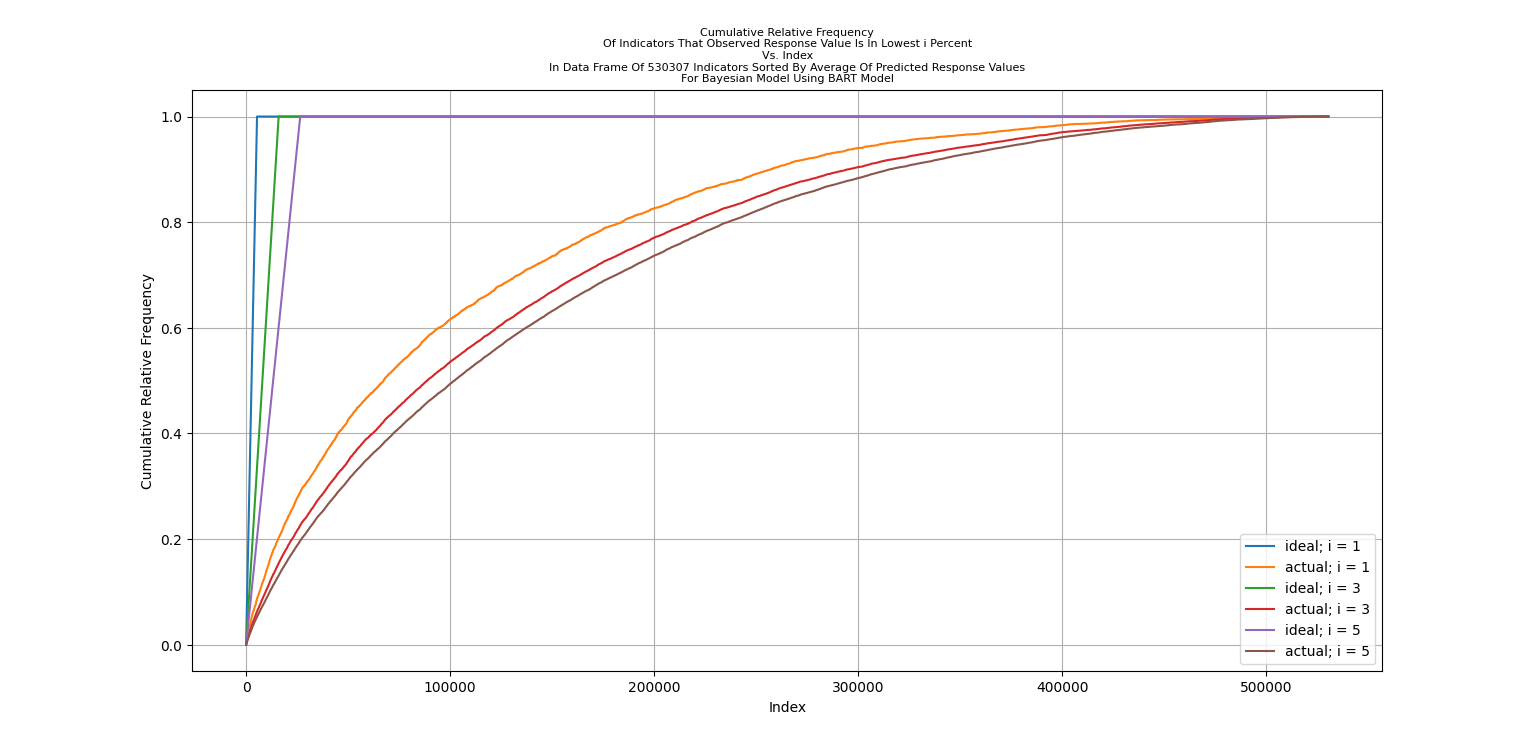 Cumulative Relative Frequency
Of Indicators That Observed Response Value Is In Lowest i Percent
Vs. Index
In Data Frame Of 530307 Indicators Sorted By Average Of Predicted Response Values
For Bayesian Model Using BART Model
Cumulative Relative Frequency
1.0
0.8
0.6
0.4
0.2
0.0
0
100000
200000
300000
400000
500000
Index
ideal; i = 1
actual; i = 1
ideal; i = 3
actual; i = 3
ideal; i = 5
actual; i = 5